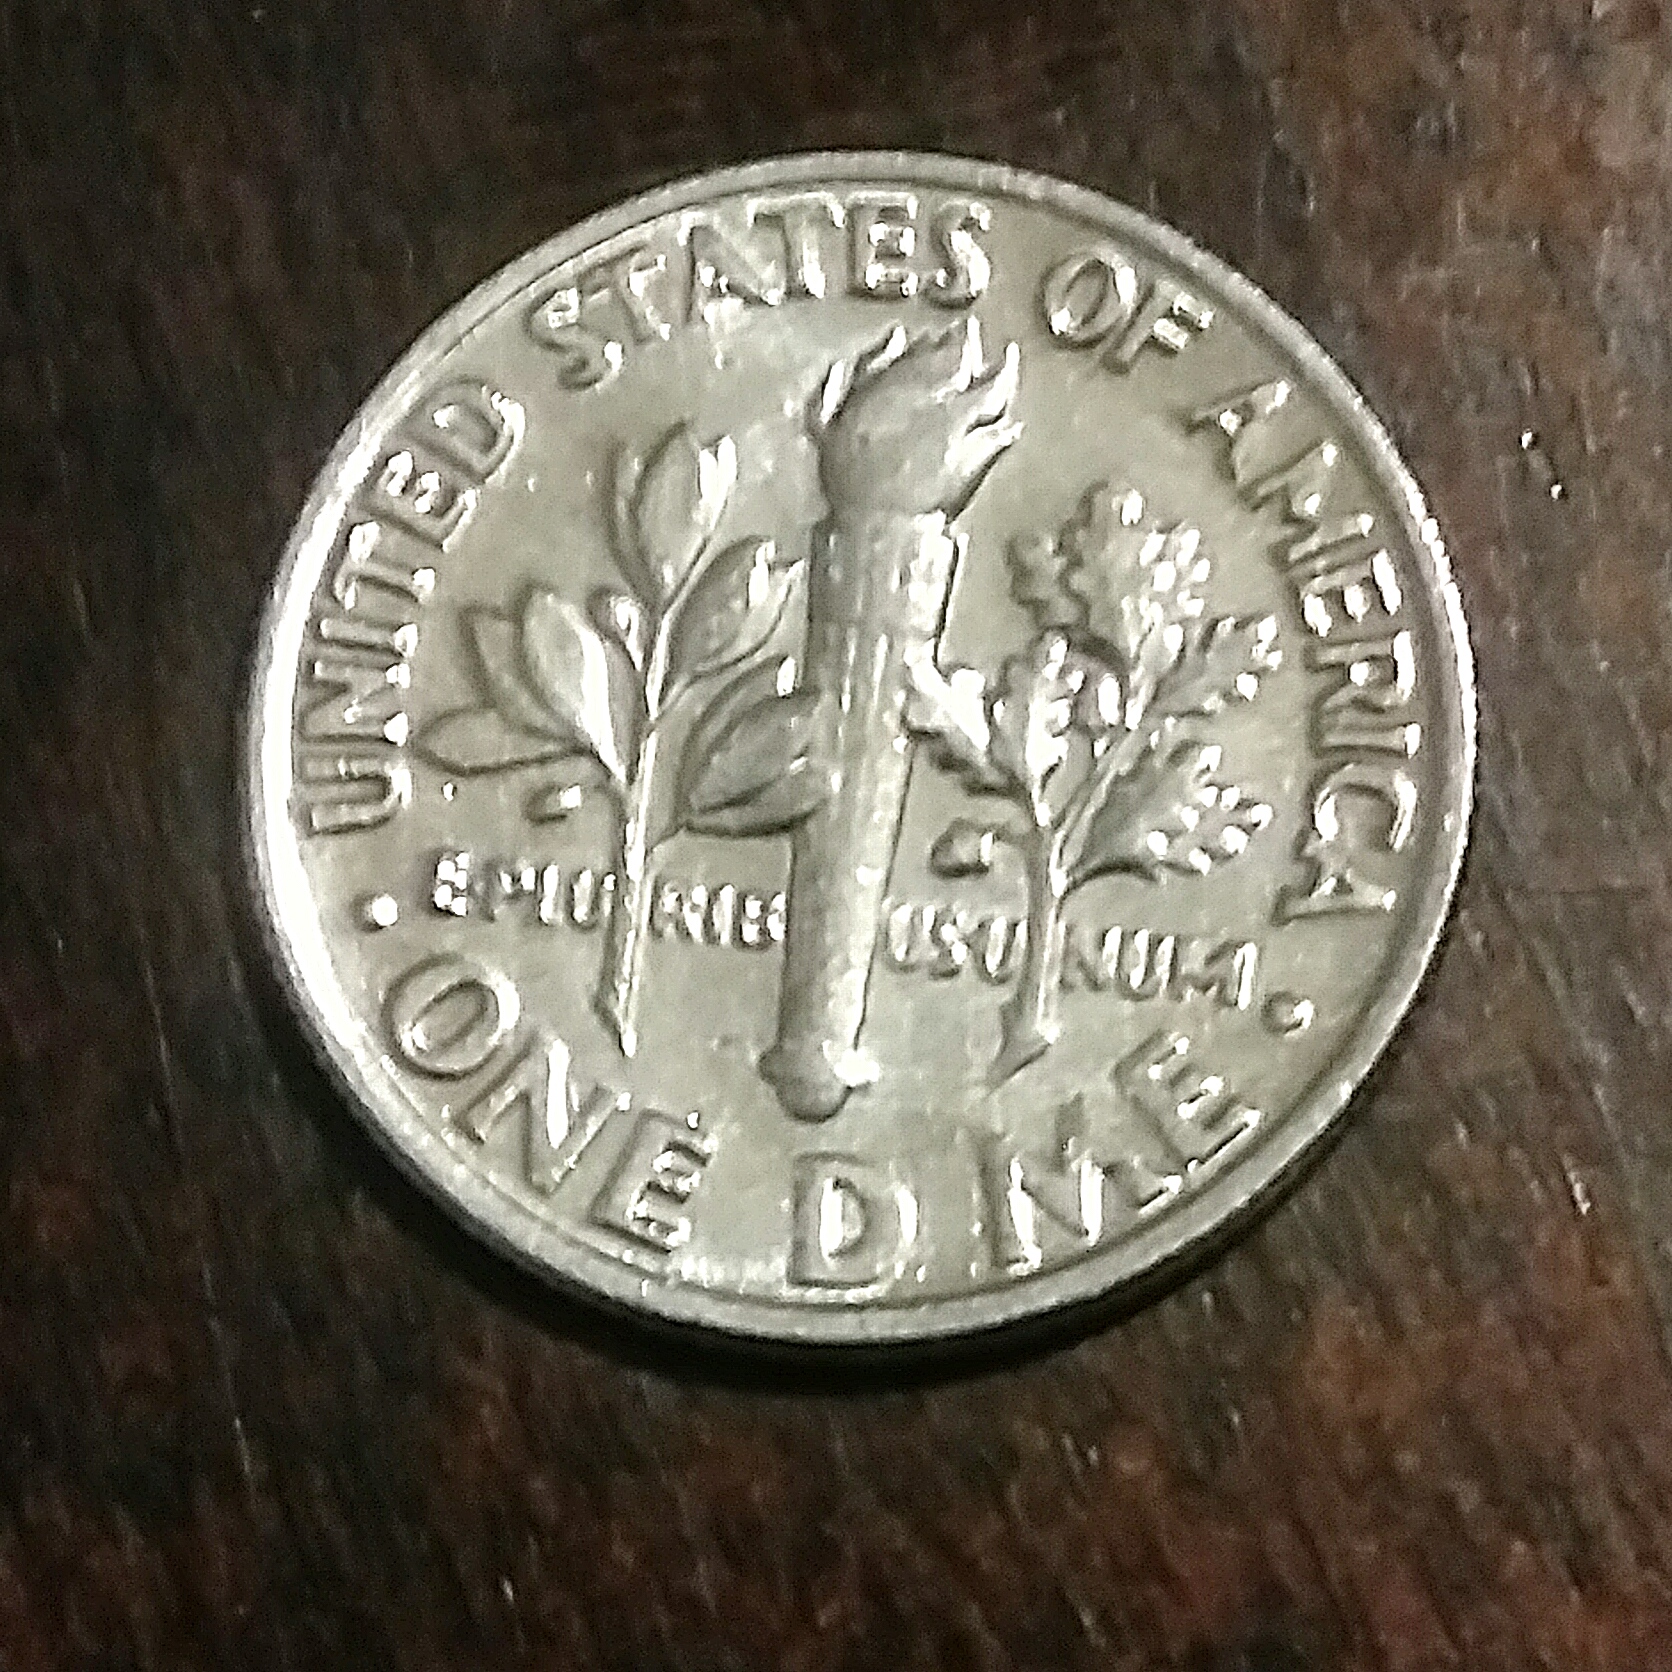 UNITED STATES OF AMERICA
E PLURIBUS UNUM
ONE DIME